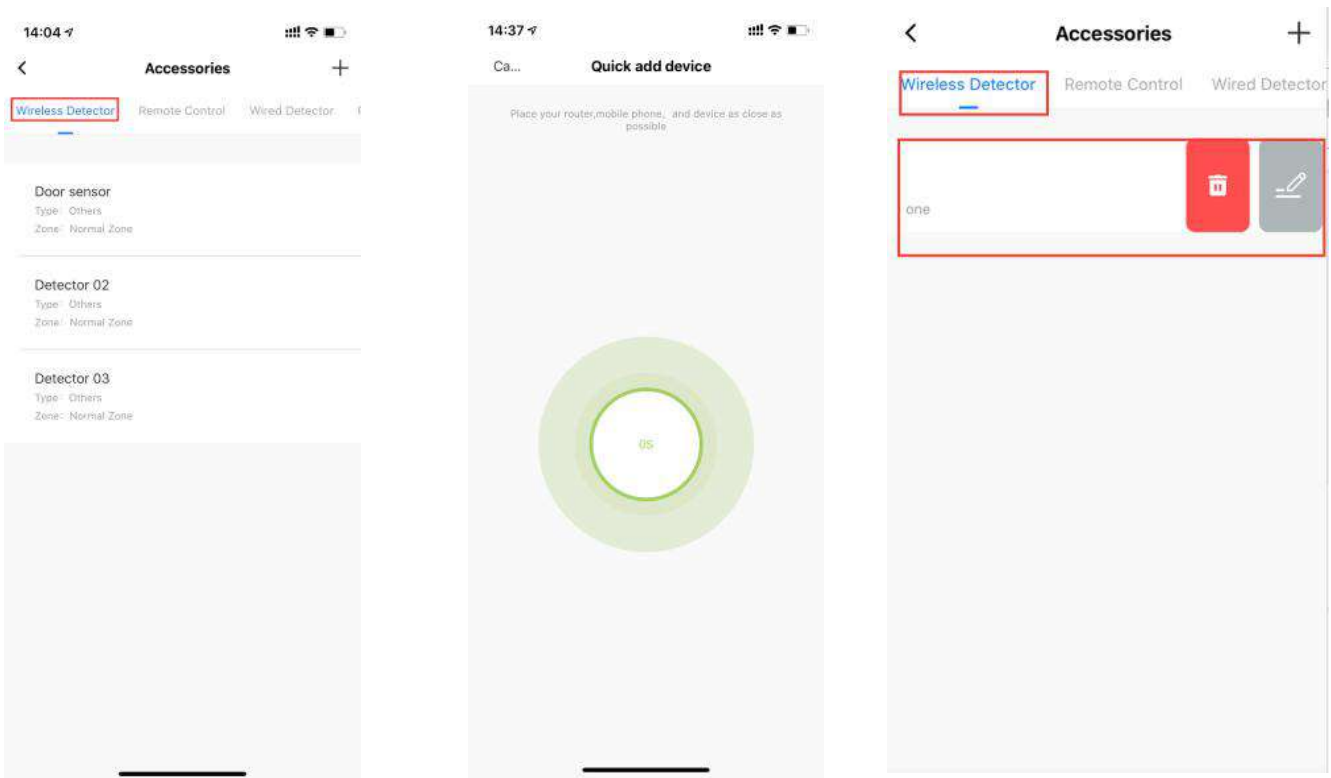 14:04
Accessories
Wireless Detector Remote Control Wired Detector
Door sensor
Type: Others
Zone: Normal Zone
Detector 02
Type: Others
Zone: Normal Zone
Detector 03
Type: Others
Zone: Normal Zone
14:37
Ca... Quick add device
Place your router,mobile phone, and device as close as
possible
0S
Accessories
Wireless Detector Remote Control Wired Detector
one